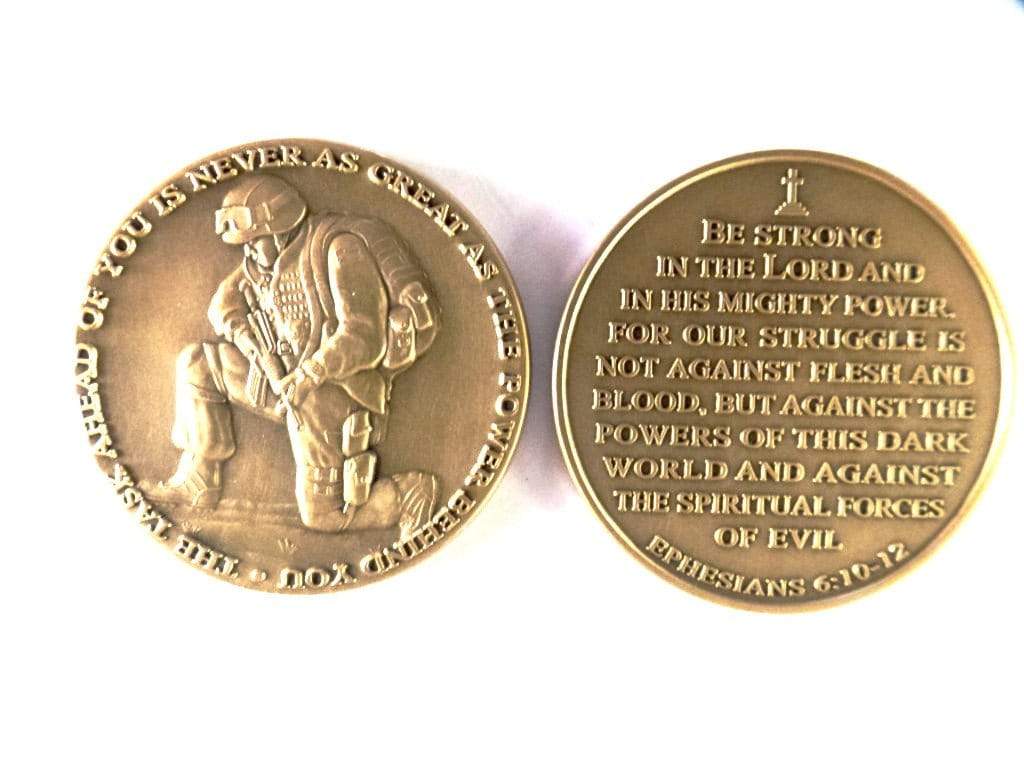 THE TASK AHEAD OF YOU IS NEVER AS GREAT AS THE POWER BEHIND YOU •
BE STRONG
IN THE LORD AND
IN HIS MIGHTY POWER.
FOR OUR STRUGGLE IS
NOT AGAINST FLESH AND
BLOOD, BUT AGAINST THE
POWERS OF THIS DARK
WORLD AND AGAINST
THE SPIRITUAL FORCES
OF EVIL
EPHESIANS 6:10-12